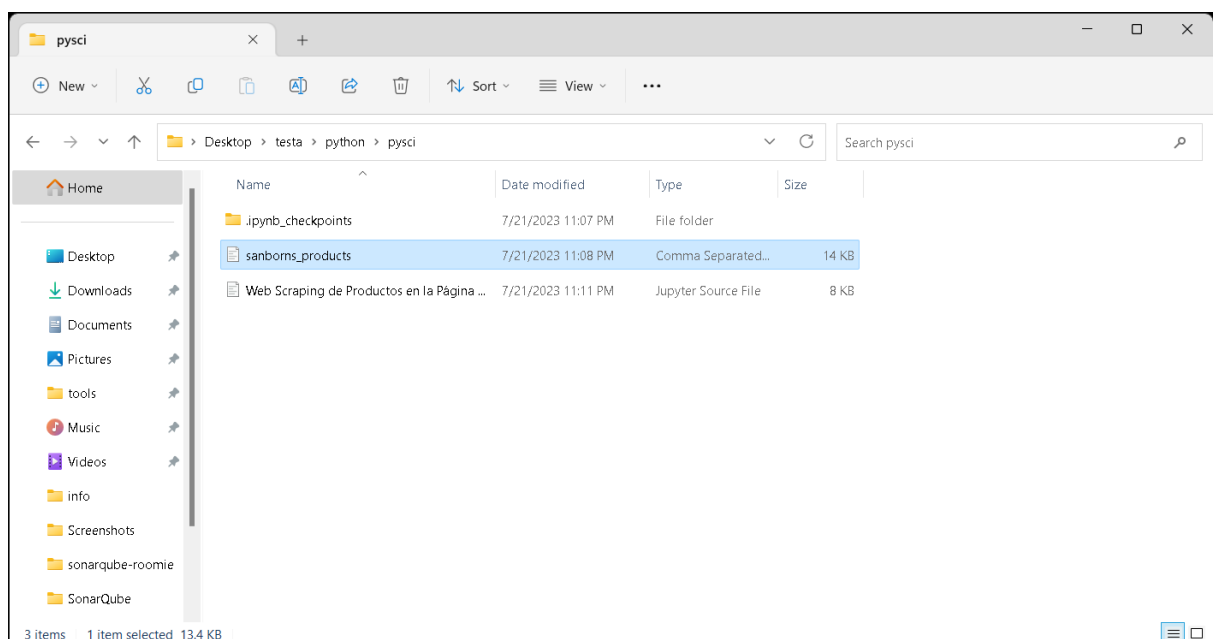 pysci
New
Sort
View
Desktop > testa > python > pysci
Search pysci
Home
Desktop
Downloads
Documents
Pictures
tools
Music
Videos
info
Screenshots
sonarqube-roomie
SonarQube
Name Date modified Type Size
.ipynb_checkpoints 7/21/2023 11:07 PM File folder
sanborns_products 7/21/2023 11:08 PM Comma Separated... 14 KB
Web Scraping de Productos en la Página ... 7/21/2023 11:11 PM Jupyter Source File 8 KB
3 items 1 item selected 13.4 KB